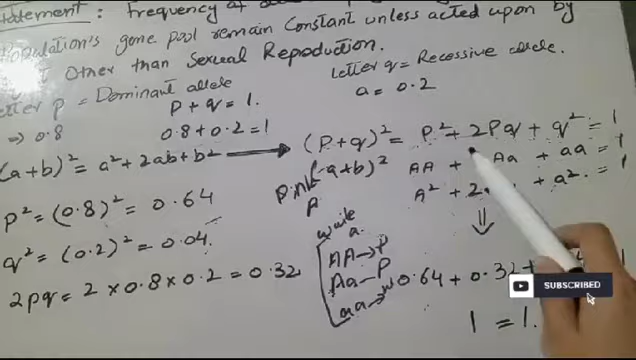 Statement : Frequency of
Population's gene pool remain Constant unless acted upon by
Other than Sexual Reproduction.
Letter p = Dominant allele
Letter q = Recessive allele.
⇒ 0.8
P + q = 1.
a = 0.2
0.8 + 0.2 = 1
(P + q)² = P² + 2Pq + q² = 1
(a+b)² = a² + 2ab + b²
(a+b)²
AA + Aa + aa = 1
Pink
A² + 2 + a² = 1
P
P² = (0.8)² = 0.64
q² = (0.2)² = 0.04.
2pq = 2 × 0.8 × 0.2 = 0.32
white
a.
AA → P
Aa – P
aa → w
0.64 + 0.32 + 1
1 = 1.
SUBSCRIBED